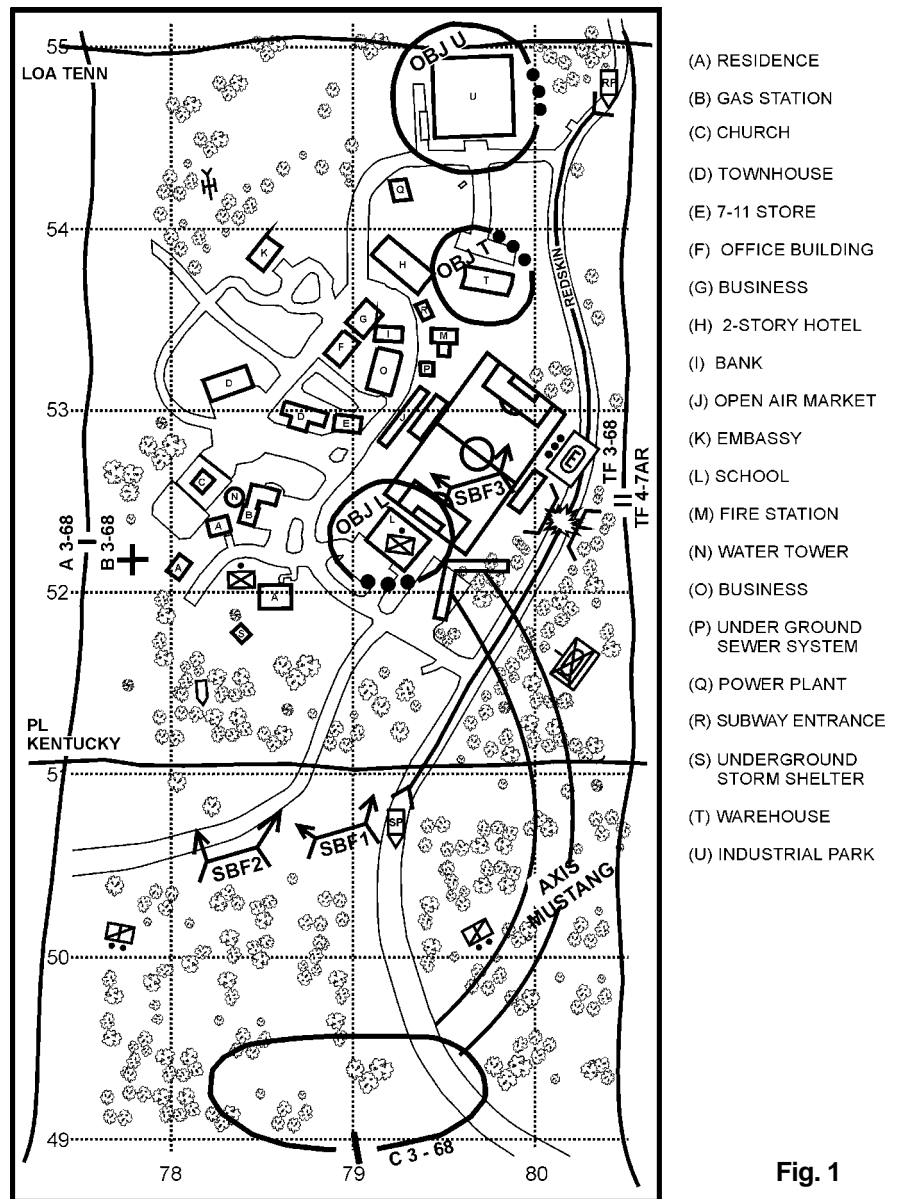 55
LOA TENN
OBJ U
U
RP
Q
54
K
H
OBJ T
T
REDSKIN
G
R
I
M
F
O
P
D
53
J
D
E
TF 3-68
TF 4-7AR
C
N
B
SBF3
E
OBJ L
L
A
A 3-68
B 3-68
A
A
52
S
PL
KENTUCKY
51
SP
SBF1
SBF2
AXIS
MUSTANG
50
49
C 3 - 68
78
79
80
(A) RESIDENCE
(B) GAS STATION
(C) CHURCH
(D) TOWNHOUSE
(E) 7-11 STORE
(F) OFFICE BUILDING
(G) BUSINESS
(H) 2-STORY HOTEL
(I) BANK
(J) OPEN AIR MARKET
(K) EMBASSY
(L) SCHOOL
(M) FIRE STATION
(N) WATER TOWER
(O) BUSINESS
(P) UNDER GROUND
SEWER SYSTEM
(Q) POWER PLANT
(R) SUBWAY ENTRANCE
(S) UNDERGROUND
STORM SHELTER
(T) WAREHOUSE
(U) INDUSTRIAL PARK
Fig. 1